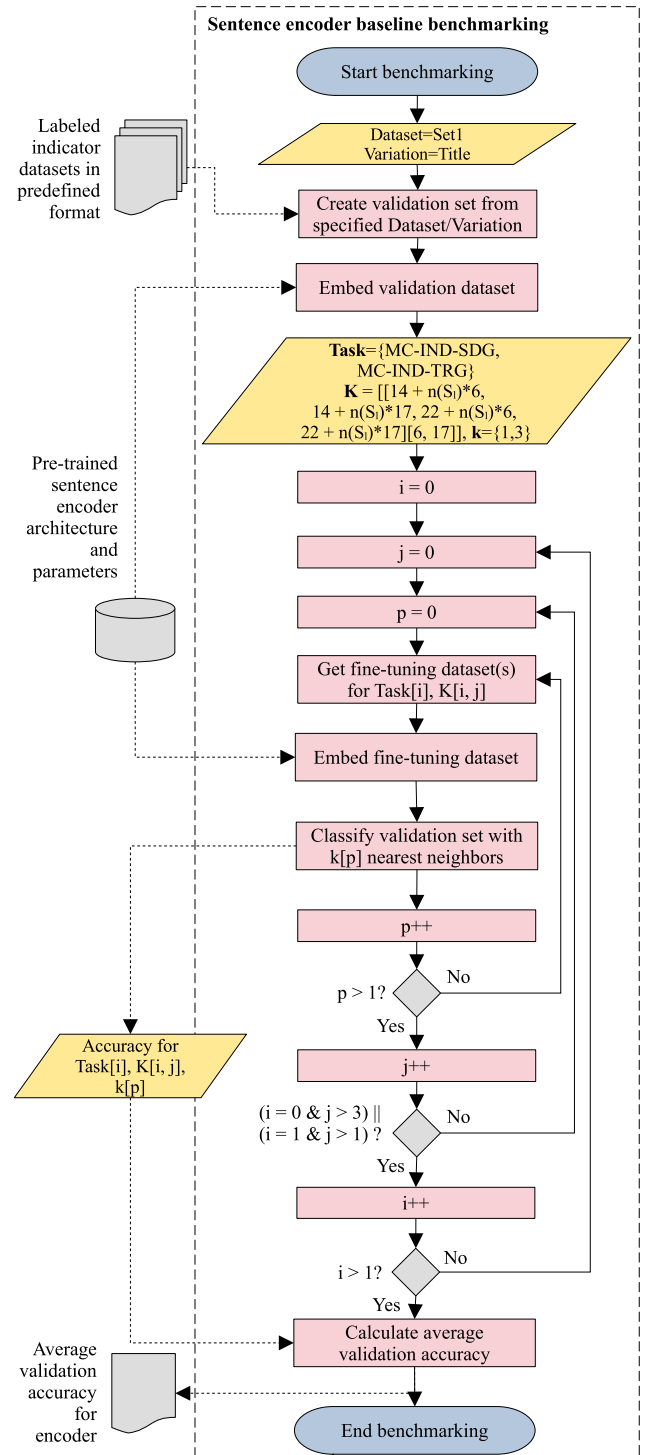 Sentence encoder baseline benchmarking
Start benchmarking
Labeled
indicator
datasets in
predefined
format
Dataset=Set1
Variation=Title
Create validation set from
specified Dataset/Variation
Embed validation dataset
Task={MC-IND-SDG,
MC-IND-TRG}
K = [[14 + n(Sₗ)*6,
14 + n(Sₗ)*17, 22 + n(Sₗ)*6,
22 + n(Sₗ)*17][6, 17]], k={1,3}
Pre-trained
sentence
encoder
architecture
and
parameters
i = 0
j = 0
p = 0
Get fine-tuning dataset(s)
for Task[i], K[i, j]
Embed fine-tuning dataset
Classify validation set with
k[p] nearest neighbors
p++
p > 1?
No
Yes
Accuracy for
Task[i], K[i, j],
k[p]
j++
(i = 0 & j > 3) ||
(i = 1 & j > 1) ?
No
Yes
i++
i > 1?
No
Yes
Calculate average
validation accuracy
Average
validation
accuracy
for
encoder
End benchmarking